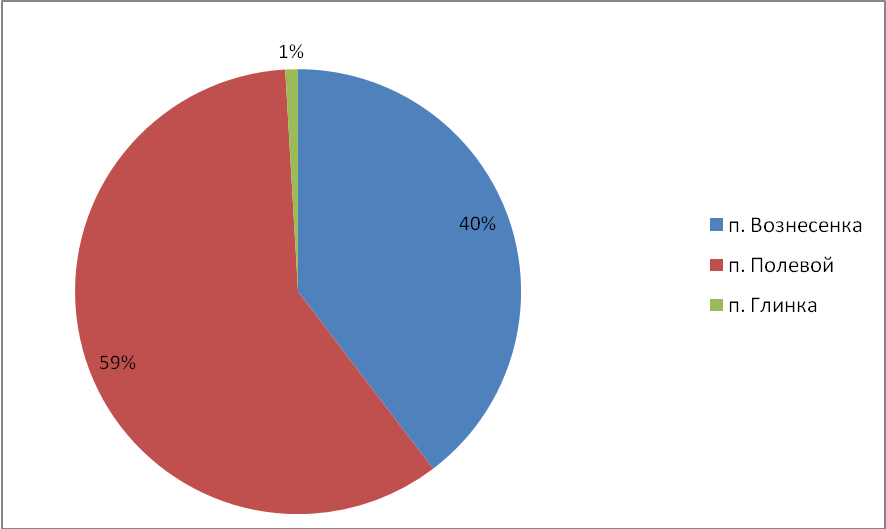 1%
40%
59%
п. Вознесенка
п. Полевой
п. Глинка